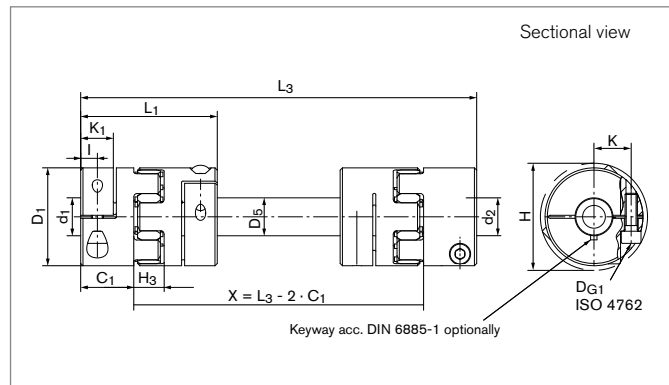 Sectional view
L3
L1
K1
I
D1
d1
D5
d2
C1
H3
X = L3 - 2 · C1
K
H
DG1
ISO 4762
Keyway acc. DIN 6885-1 optionally